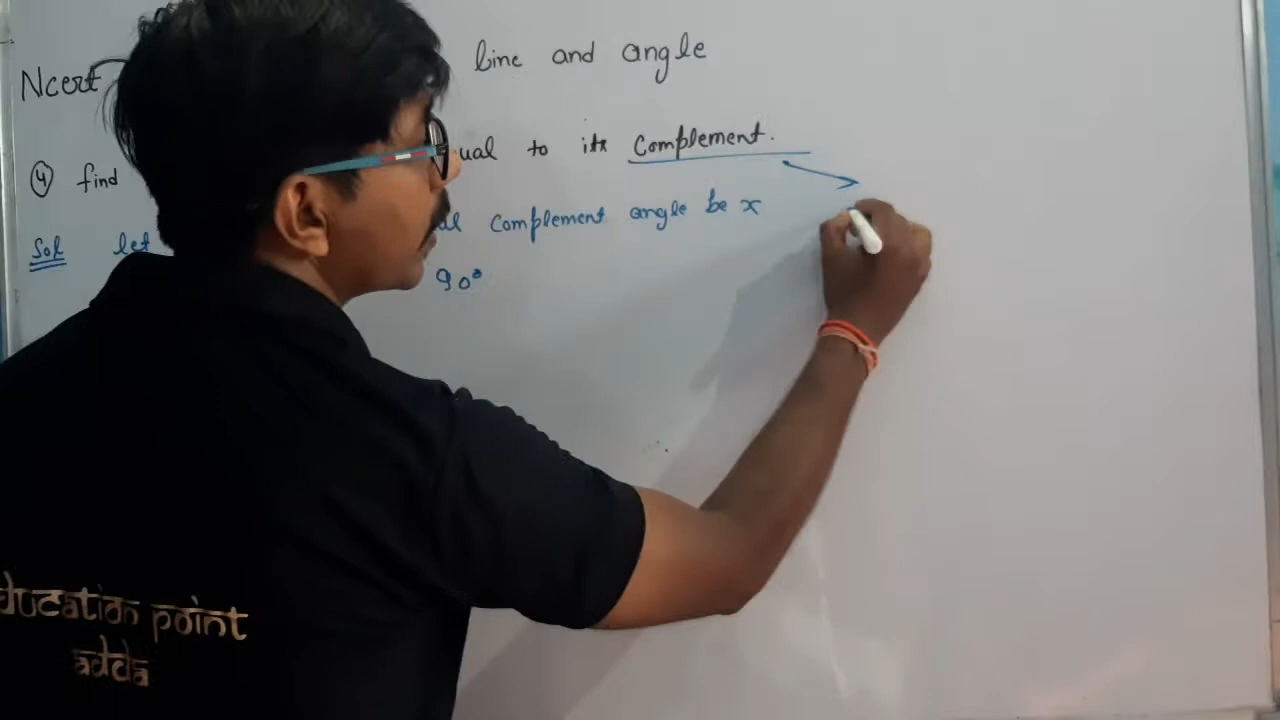 Ncert line and angle
④ find ual to its Complement.
Sol let al Complement angle be x
90°
ducation point
adda